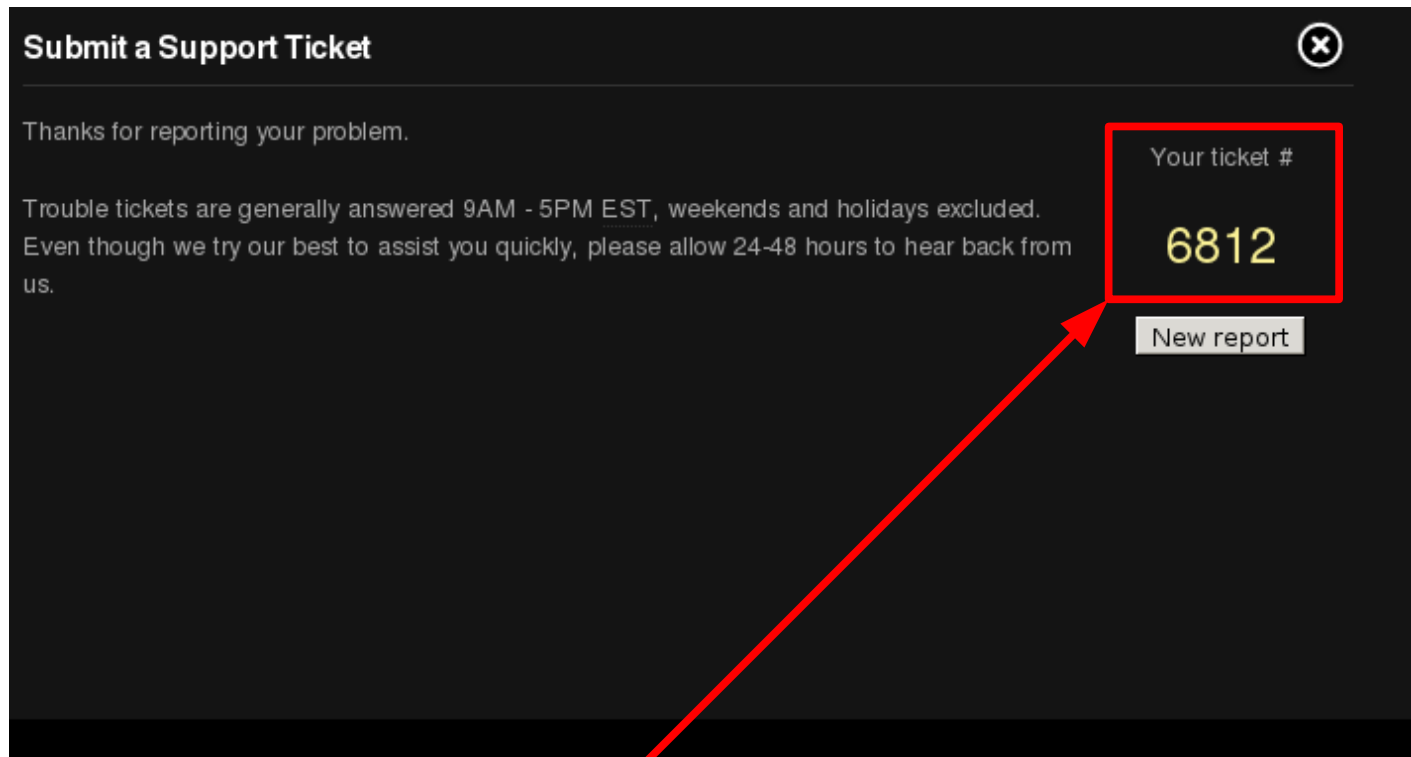 Submit a Support Ticket
Thanks for reporting your problem.
Your ticket #
Trouble tickets are generally answered 9AM - 5PM EST, weekends and holidays excluded.
Even though we try our best to assist you quickly, please allow 24-48 hours to hear back from
us.
6812
New report